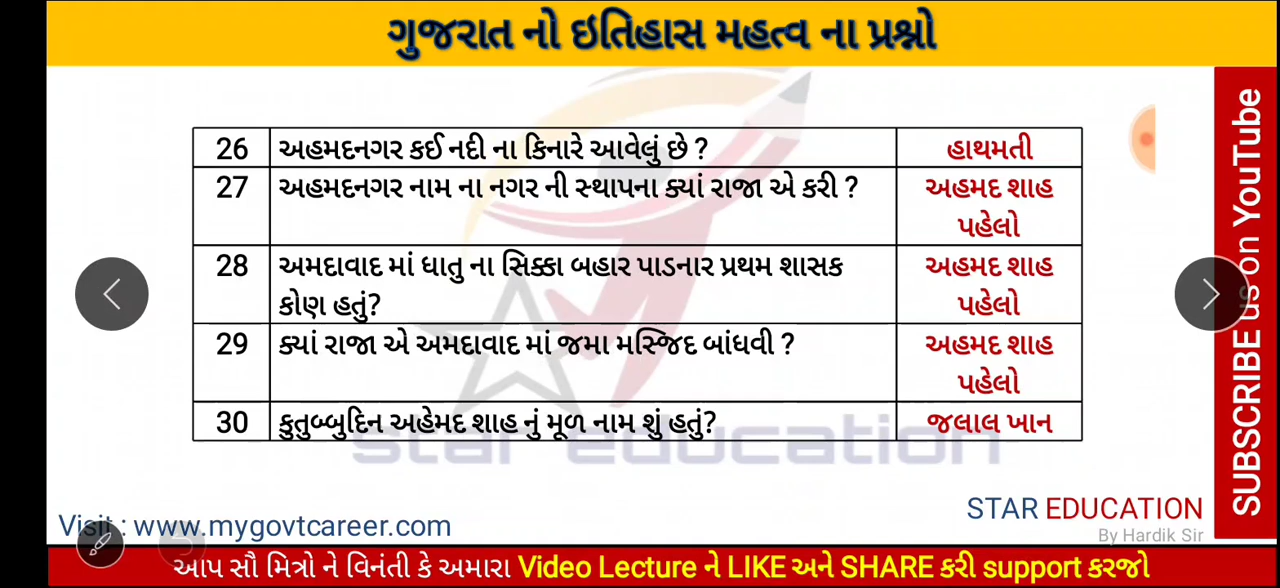 ગુજરાત નો ઇતિહાસ મહત્વ ના પ્રશ્નો
26 અહમદનગર કઈ નદી ના કિનારે આવેલું છે ? હાથમતી
27 અહમદનગર નામ ના નગર ની સ્થાપના ક્યાં રાજા એ કરી ? અહમદ શાહ
પહેલો
28 અમદાવાદ માં ધાતુ ના સિક્કા બહાર પાડનાર પ્રથમ શાસક અહમદ શાહ
કોણ હતું? પહેલો
29 ક્યાં રાજા એ અમદાવાદ માં જમા મસ્જિદ બાંધવી ? અહમદ શાહ
પહેલો
30 કુતુબ્બુદિન અહેમદ શાહ નું મૂળ નામ શું હતું? જલાલ ખાન
star education
STAR EDUCATION
Visit : www.mygovtcareer.com
By Hardik Sir
આપ સૌ મિત્રો ને વિનંતી કે અમારા Video Lecture ને LIKE અને SHARE કરી support કરજો
SUBSCRIBE us on YouTube